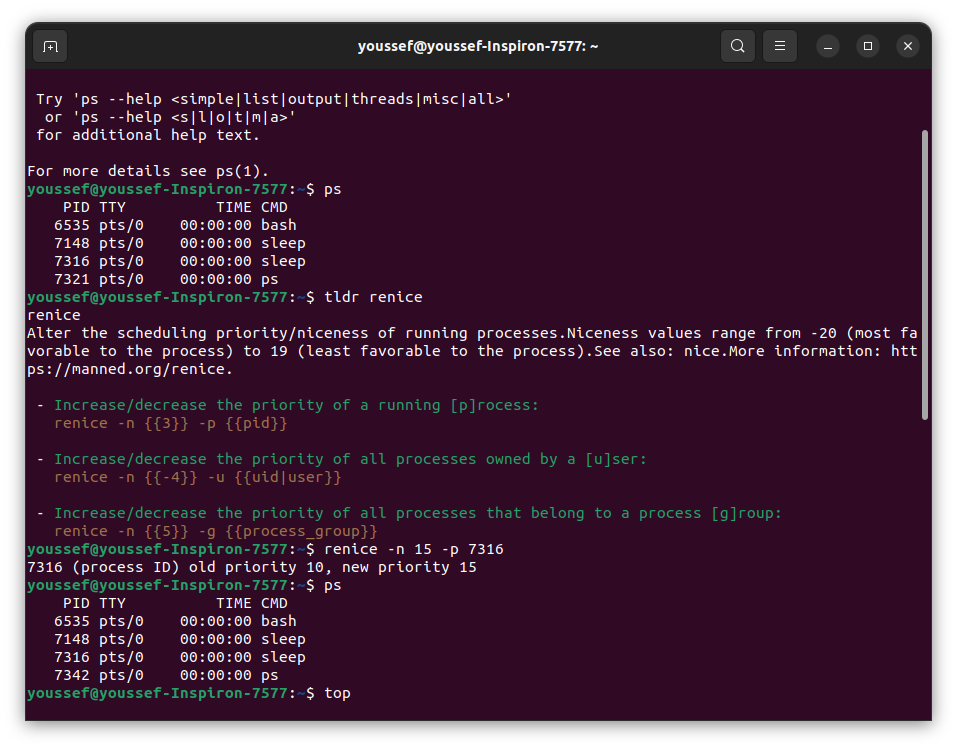 youssef@youssef-Inspiron-7577: ~
Try 'ps --help <simple|list|output|threads|misc|all>'
or 'ps --help <s|l|o|t|m|a>'
for additional help text.
For more details see ps(1).
youssef@youssef-Inspiron-7577:~$ ps
PID TTY TIME CMD
6535 pts/0 00:00:00 bash
7148 pts/0 00:00:00 sleep
7316 pts/0 00:00:00 sleep
7321 pts/0 00:00:00 ps
youssef@youssef-Inspiron-7577:~$ tldr renice
renice
Alter the scheduling priority/niceness of running processes.Niceness values range from -20 (most fa
vorable to the process) to 19 (least favorable to the process).See also: nice.More information: htt
ps://manned.org/renice.
- Increase/decrease the priority of a running [p]rocess:
renice -n {{3}} -p {{pid}}
- Increase/decrease the priority of all processes owned by a [u]ser:
renice -n {{-4}} -u {{uid|user}}
- Increase/decrease the priority of all processes that belong to a process [g]roup:
renice -n {{5}} -g {{process_group}}
youssef@youssef-Inspiron-7577:~$ renice -n 15 -p 7316
7316 (process ID) old priority 10, new priority 15
youssef@youssef-Inspiron-7577:~$ ps
PID TTY TIME CMD
6535 pts/0 00:00:00 bash
7148 pts/0 00:00:00 sleep
7316 pts/0 00:00:00 sleep
7342 pts/0 00:00:00 ps
youssef@youssef-Inspiron-7577:~$ top